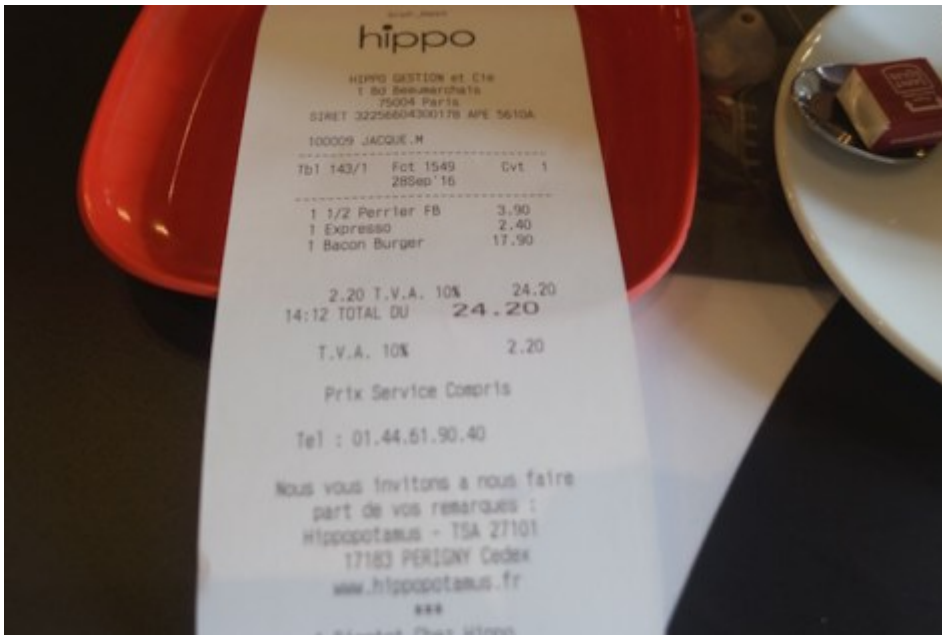 hippo
HIPPO GESTION et Cie
1 Bd Beaumarchais
75004 Paris
SIRET 32256604300178 APE 5610A
100009 JACQUE.M
Tbl 143/1 Fct 1549 Cvt 1
28Sep'16
1 1/2 Perrier FB 3.90
1 Expresso 2.40
1 Bacon Burger 17.90
2.20 T.V.A. 10% 24.20
14:12 TOTAL DU 24.20
T.V.A. 10% 2.20
Prix Service Compris
Tel : 01.44.61.90.40
Nous vous invitons a nous faire
part de vos remarques :
Hippopotamus - TSA 27101
17183 PERIGNY Cedex
www.hippopotamus.fr
***
A Bientot Chez Hippo